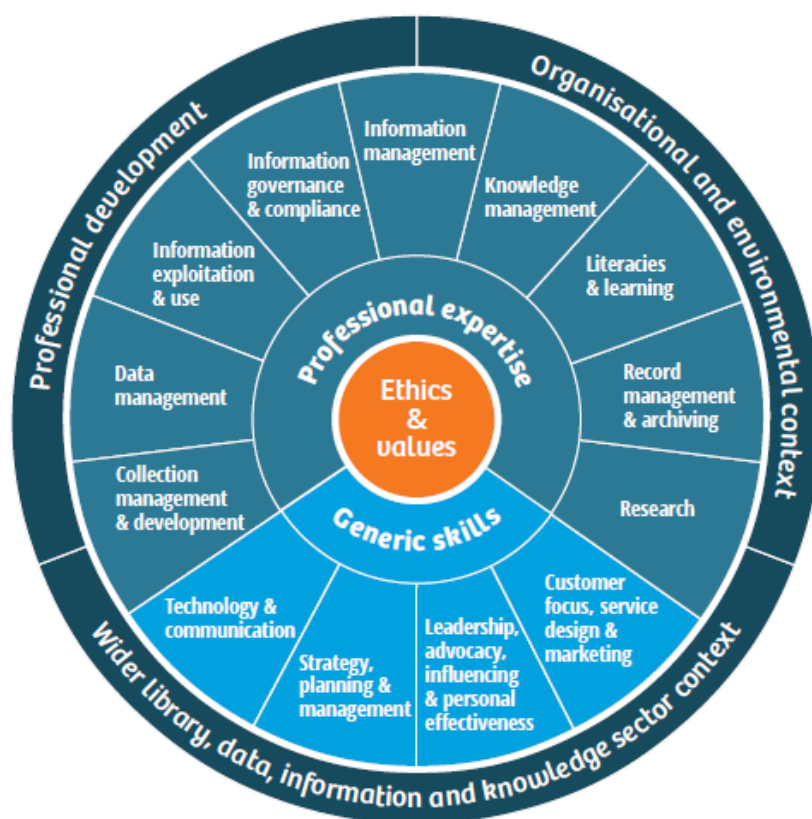 Professional development
Organisational and environmental context
Wider library, data, information and knowledge sector context
Information
management
Information
governance
& compliance
Knowledge
management
Information
exploitation
& use
Literacies
& learning
Professional expertise
Data
management
Ethics
&
values
Record
management
& archiving
Collection
management
& development
Research
Generic skills
Technology &
communication
Strategy,
planning &
management
Leadership,
advocacy,
influencing
& personal
effectiveness
Customer
focus, service
design &
marketing